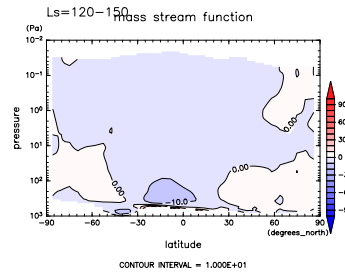 Ls=120-150
mass stream function
(Pa)
10⁻²
10⁻¹
10⁰
10¹
10²
10³
pressure
0.00
0.00
0.00
-10.0
-90 -60 -30 0 30 60 90
(degrees_north)
latitude
90
60
30
0
CONTOUR INTERVAL = 1.000E+01